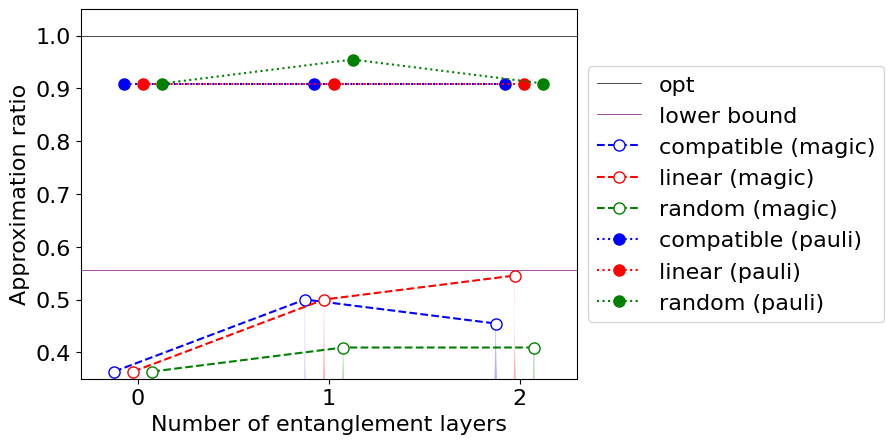 1.0
0.9
0.8
0.7
0.6
0.5
0.4
Approximation ratio
0
1
2
Number of entanglement layers
opt
lower bound
compatible (magic)
linear (magic)
random (magic)
compatible (pauli)
linear (pauli)
random (pauli)